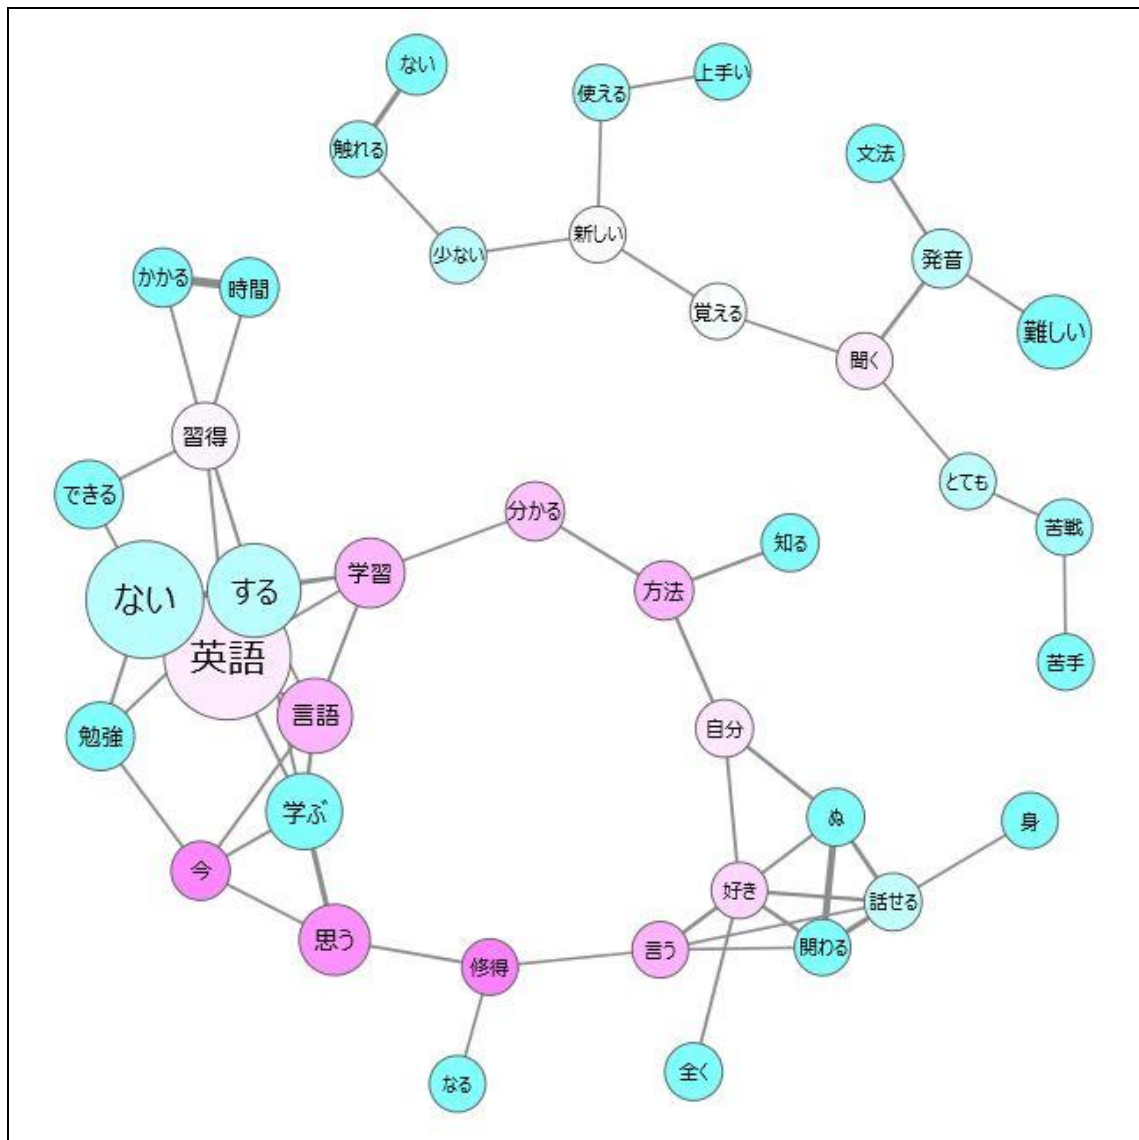 ない
上手い
使える
触れる
文法
新しい
少ない
発音
かかる
時間
覚える
難しい
聞く
習得
とても
できる
分かる
苦戦
知る
学習
方法
する
ない
英語
苦手
言語
自分
勉強
学ぶ
ぬ
身
今
好き
話せる
思う
言う
関わる
修得
全く
なる